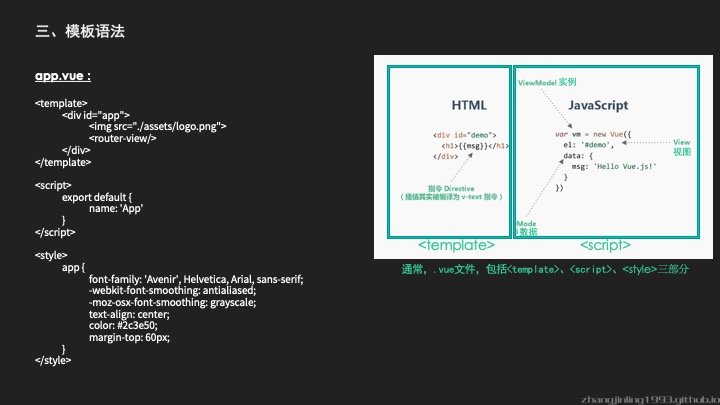 三、模板语法
app.vue :
<template>
<div id="app">
<img src="./assets/logo.png">
<router-view/>
</div>
</template>
<script>
export default {
name: 'App'
}
</script>
<style>
app {
font-family: 'Avenir', Helvetica, Arial, sans-serif;
-webkit-font-smoothing: antialiased;
-moz-osx-font-smoothing: grayscale;
text-align: center;
color: #2c3e50;
margin-top: 60px;
}
</style>
HTML
<div id="demo">
<h1>{{msg}}</h1>
</div>
指令 Directive
( 插值其实被编译为 v-text 指令 )
<template>
ViewModel 实例
JavaScript
var vm = new Vue({
el: '#demo',
data: {
msg: 'Hello Vue.js!'
}
})
View
视图
Mode
l 数据
<script>
通常，.vue文件，包括<template>、<script>、<style>三部分
zhangjinling1993.github.io